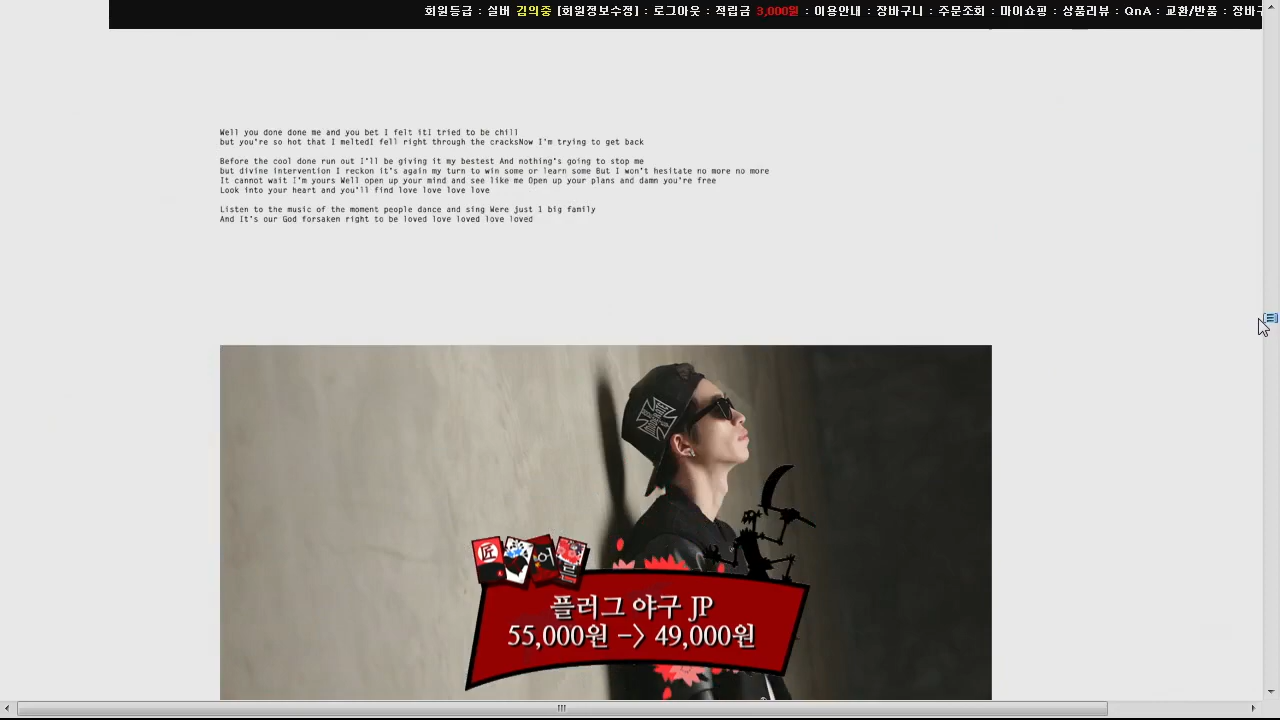 회원등급 : 실버 김의중 [회원정보수정] : 로그아웃 : 적립금 3,000원 : 이용안내 : 장바구니 : 주문조회 : 마이쇼핑 : 상품리뷰 : QnA : 교환/반품 : 장바구
Well you done done me and you bet I felt itI tried to be chill
but you're so hot that I meltedI fell right through the cracksNow I'm trying to get back
Before the cool done run out I'll be giving it my bestest And nothing's going to stop me
but divine intervention I reckon it's again my turn to win some or learn some But I won't hesitate no more no more
It cannot wait I'm yours Well open up your mind and see like me Open up your plans and damn you're free
Look into your heart and you'll find love love love love
Listen to the music of the moment people dance and sing Were just 1 big family
And It's our God forsaken right to be loved love loved love loved
匠
어
플러그 야구 JP
55,000원 -> 49,000원